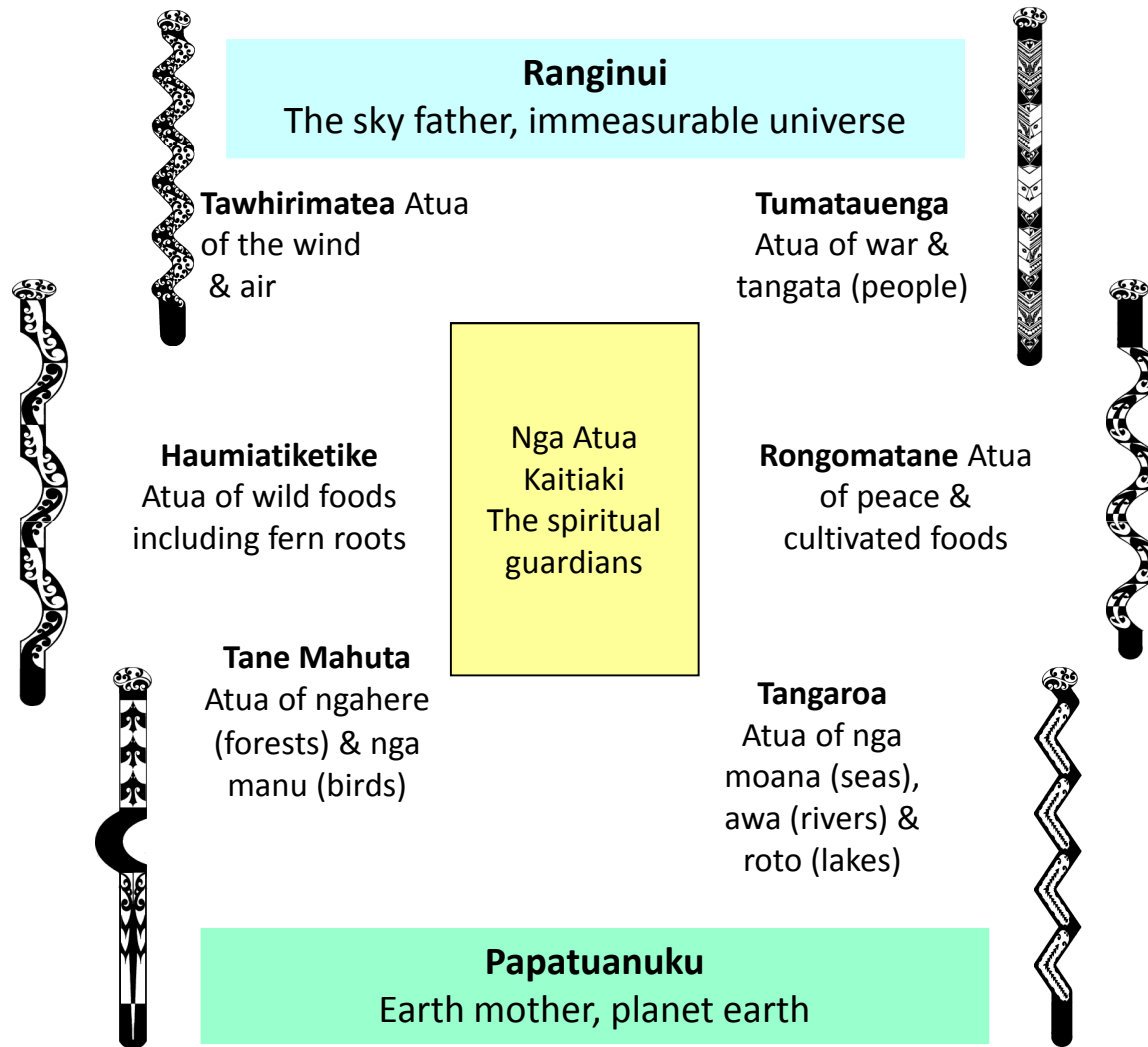 Ranginui
The sky father, immeasurable universe
Tawhirimatea Atua
of the wind
& air
Tumatauenga
Atua of war &
tangata (people)
Haumiatiketike
Atua of wild foods
including fern roots
Nga Atua
Kaitiaki
The spiritual
guardians
Rongomatane Atua
of peace &
cultivated foods
Tane Mahuta
Atua of ngahere
(forests) & nga
manu (birds)
Tangaroa
Atua of nga
moana (seas),
awa (rivers) &
roto (lakes)
Papatuanuku
Earth mother, planet earth